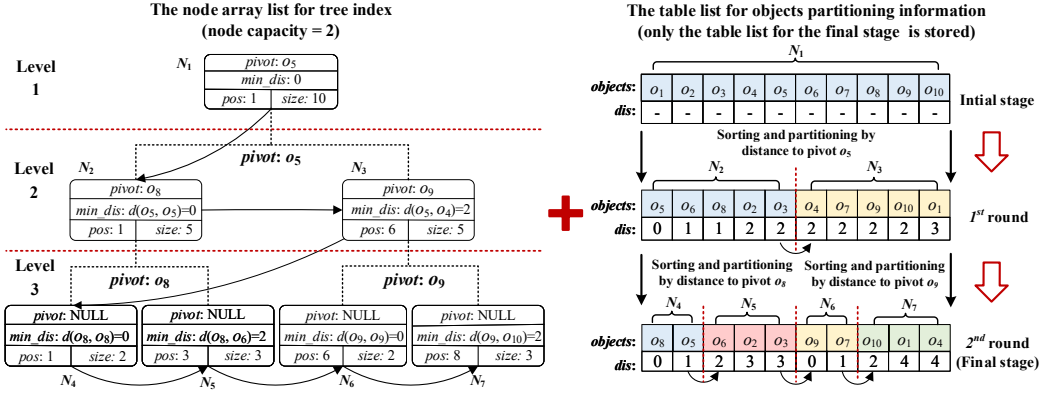 The node array list for tree index
(node capacity = 2)
Level
1
N1
pivot: o5
min_dis: 0
pos: 1 size: 10
pivot: o5
Level
2
N2
pivot: o8
min_dis: d(o5, o5)=0
pos: 1 size: 5
N3
pivot: o9
min_dis: d(o5, o4)=2
pos: 6 size: 5
Level
3
pivot: o8
pivot: o9
pivot: NULL
min_dis: d(o8, o8)=0
pos: 1 size: 2
N4
pivot: NULL
min_dis: d(o8, o6)=2
pos: 3 size: 3
N5
pivot: NULL
min_dis: d(o9, o9)=0
pos: 6 size: 2
N6
pivot: NULL
min_dis: d(o9, o10)=2
pos: 8 size: 3
N7
+
The table list for objects partitioning information
(only the table list for the final stage is stored)
N1
objects: o1 o2 o3 o4 o5 o6 o7 o8 o9 o10
dis: - - - - - - - - - -
Intial stage
Sorting and partitioning by
distance to pivot o5
N2 N3
objects: o5 o6 o8 o2 o3 o4 o7 o9 o10 o1
dis: 0 1 1 2 2 2 2 2 2 3
1st round
Sorting and partitioning
by distance to pivot o8
Sorting and partitioning
by distance to pivot o9
N4 N5 N6 N7
objects: o8 o5 o6 o2 o3 o9 o7 o10 o1 o4
dis: 0 1 2 3 3 0 1 2 4 4
2nd round
(Final stage)